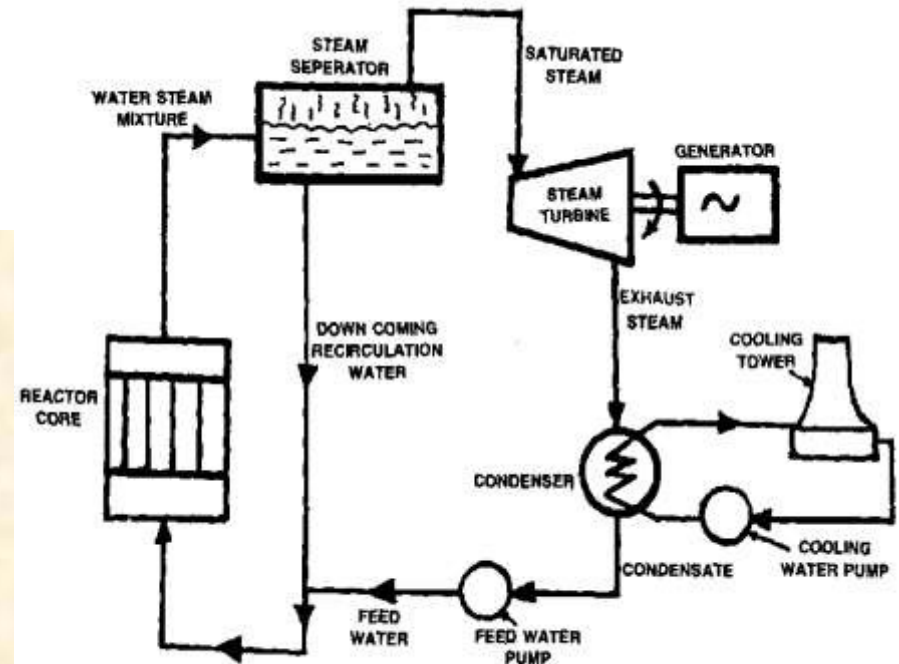 STEAM
SEPERATOR
SATURATED
STEAM
WATER STEAM
MIXTURE
GENERATOR
STEAM
TURBINE
~
EXHAUST
STEAM
DOWN COMING
RECIRCULATION
WATER
COOLING
TOWER
REACTOR
CORE
CONDENSER
CONDENSATE
COOLING
WATER PUMP
FEED
WATER
FEED WATER
PUMP